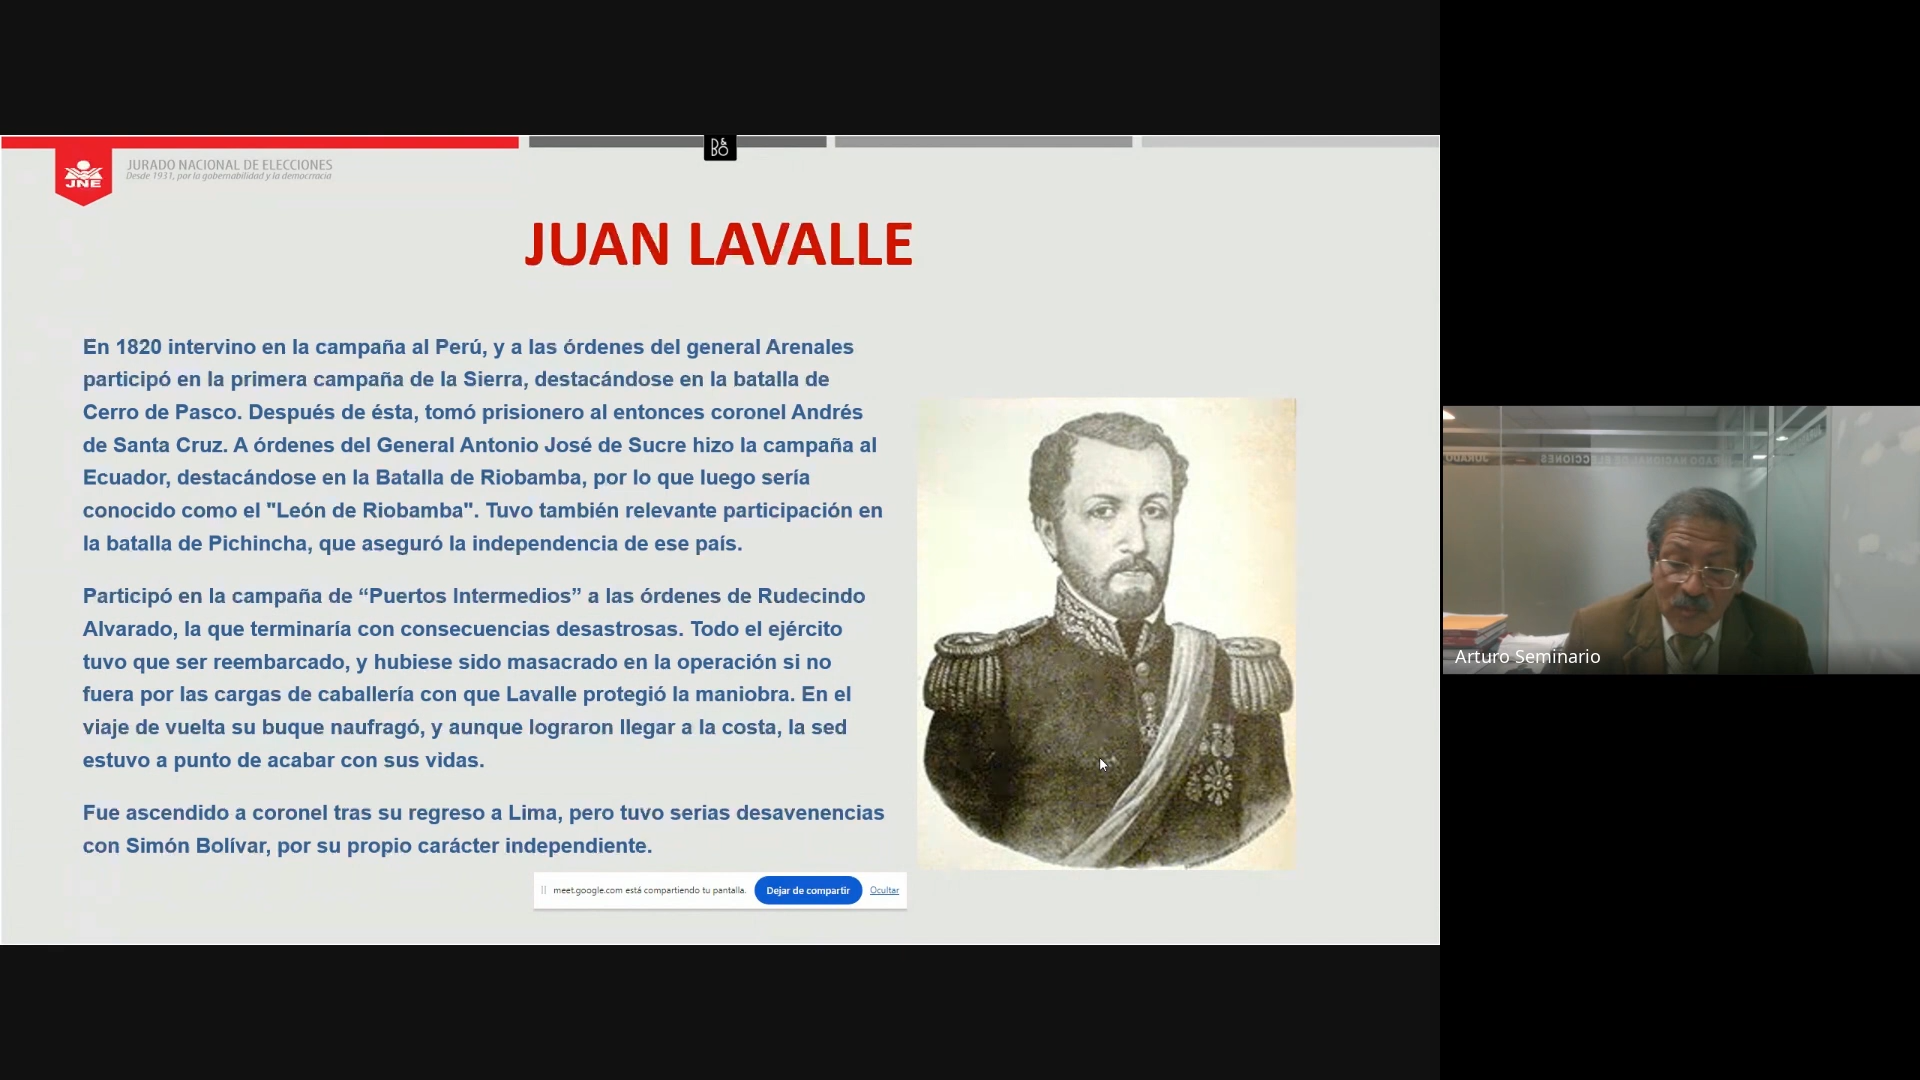 JNE
JURADO NACIONAL DE ELECCIONES
Desde 1931, por la gobernabilidad y la democracia
B&O
JUAN LAVALLE
En 1820 intervino en la campaña al Perú, y a las órdenes del general Arenales
participó en la primera campaña de la Sierra, destacándose en la batalla de
Cerro de Pasco. Después de ésta, tomó prisionero al entonces coronel Andrés
de Santa Cruz. A órdenes del General Antonio José de Sucre hizo la campaña al
Ecuador, destacándose en la Batalla de Riobamba, por lo que luego sería
conocido como el "León de Riobamba". Tuvo también relevante participación en
la batalla de Pichincha, que aseguró la independencia de ese país.
Participó en la campaña de “Puertos Intermedios” a las órdenes de Rudecindo
Alvarado, la que terminaría con consecuencias desastrosas. Todo el ejército
tuvo que ser reembarcado, y hubiese sido masacrado en la operación si no
fuera por las cargas de caballería con que Lavalle protegió la maniobra. En el
viaje de vuelta su buque naufragó, y aunque lograron llegar a la costa, la sed
estuvo a punto de acabar con sus vidas.
Fue ascendido a coronel tras su regreso a Lima, pero tuvo serias desavenencias
con Simón Bolívar, por su propio carácter independiente.
meet.google.com está compartiendo tu pantalla. Dejar de compartir Ocultar
Arturo Seminario